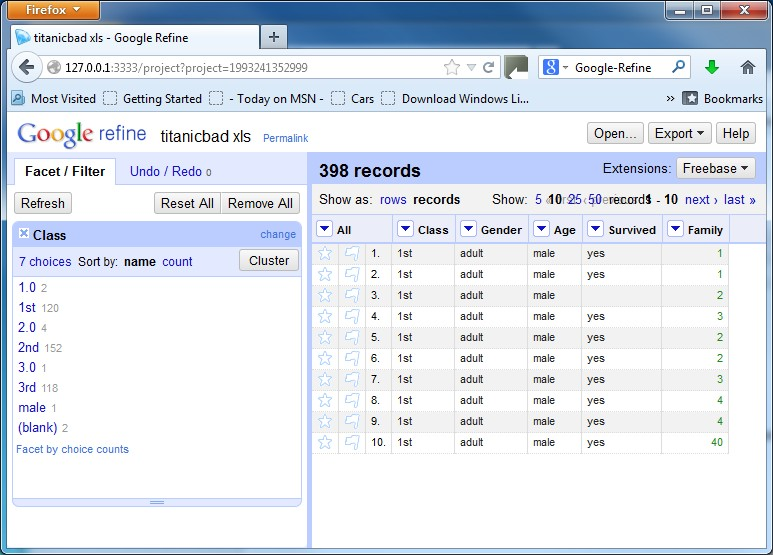 Firefox
titanicbad xls - Google Refine
127.0.0.1:3333/project?project=1993241352999 Google-Refine
Most Visited Getting Started - Today on MSN - Cars Download Windows Li... » Bookmarks
Google refine titanicbad xls Permalink Open... Export Help
Facet / Filter Undo / Redo 0 398 records Extensions: Freebase
Refresh Reset All Remove All Show as: rows records Show: 5 10 25 50 records 1 - 10 next › last »
Class change All Class Gender Age Survived Family
7 choices Sort by: name count Cluster
1.0 2
1st 120
2.0 4
2nd 152
3.0 1
3rd 118
male 1
(blank) 2
Facet by choice counts
1. 1st adult male yes 1
2. 1st adult male yes 1
3. 1st adult male 2
4. 1st adult male yes 3
5. 1st adult male yes 2
6. 1st adult male yes 2
7. 1st adult male yes 3
8. 1st adult male yes 4
9. 1st adult male yes 4
10. 1st adult male yes 40